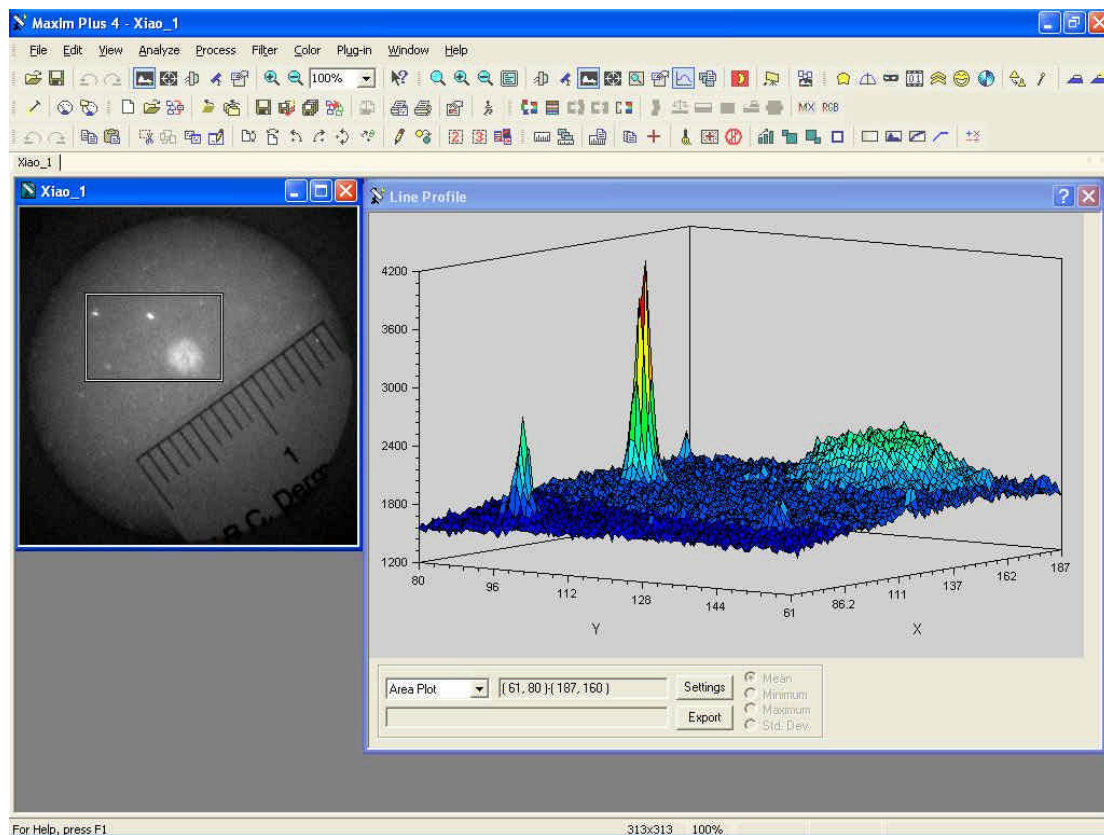 MaxIm Plus 4 - Xiao_1
File Edit View Analyze Process Filter Color Plug-in Window Help
100%
MX RGB
Xiao_1
Xiao_1
1
B.C.
Line Profile
4200
3600
3000
2400
1800
1200
80
96
112
128
144
61
86.2
111
137
162
187
Y
X
Area Plot
( 61, 80 )-( 187, 160 )
Settings
Export
Mean
Minimum
Maximum
Std. Dev.
For Help, press F1 313x313 100%